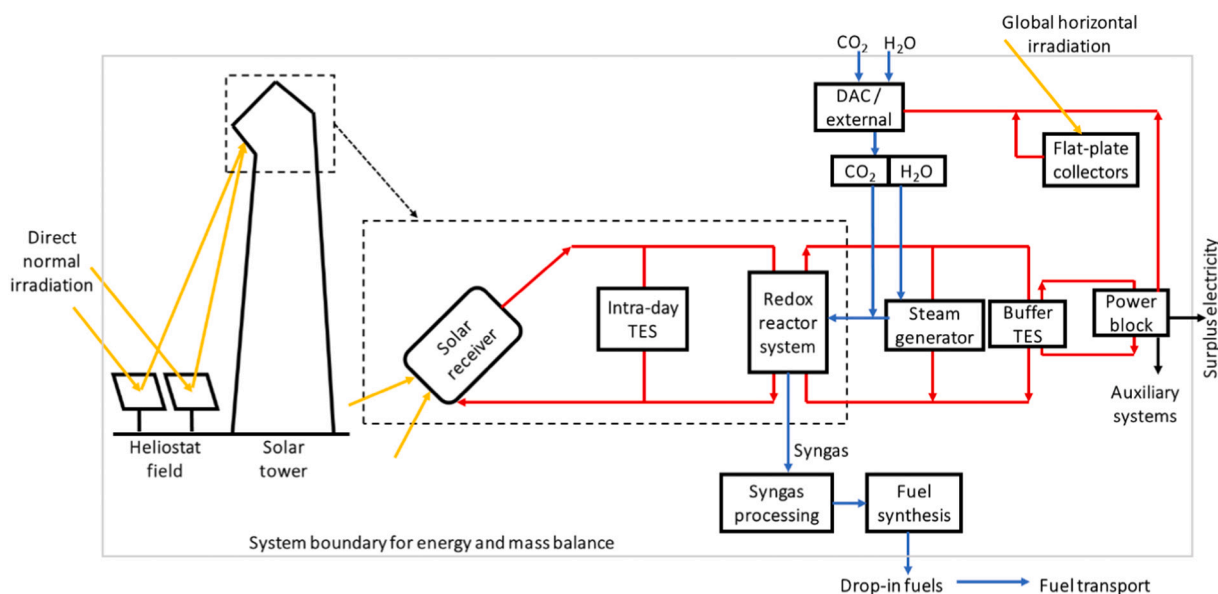 Global horizontal
irradiation
CO₂ H₂O
DAC /
external
Flat-plate
collectors
CO₂ H₂O
Direct
normal
irradiation
Solar
receiver
Intra-day
TES
Redox
reactor
system
Steam
generator
Buffer
TES
Power
block
Surplus electricity
Auxiliary
systems
Heliostat
field
Solar
tower
Syngas
Syngas
processing
Fuel
synthesis
System boundary for energy and mass balance
Drop-in fuels
Fuel transport